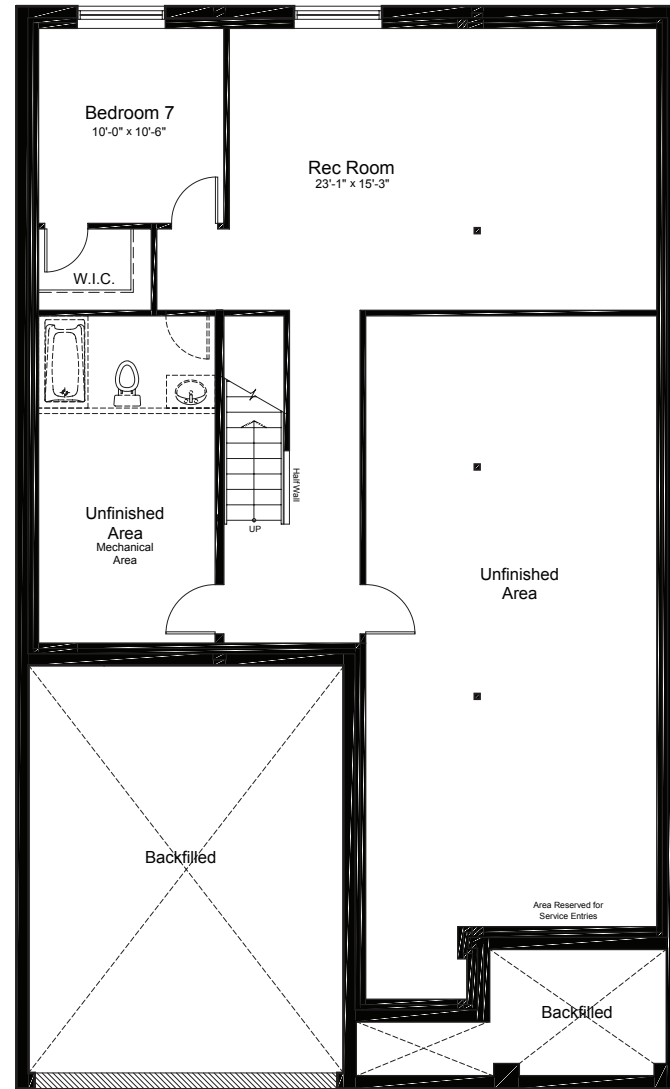 Bedroom 7
10'-0" x 10'-6"
Rec Room
23'-1" x 15'-3"
W.I.C.
Half Wall
UP
Unfinished
Area
Mechanical
Area
Unfinished
Area
Backfilled
Area Reserved for
Service Entries
Backfilled